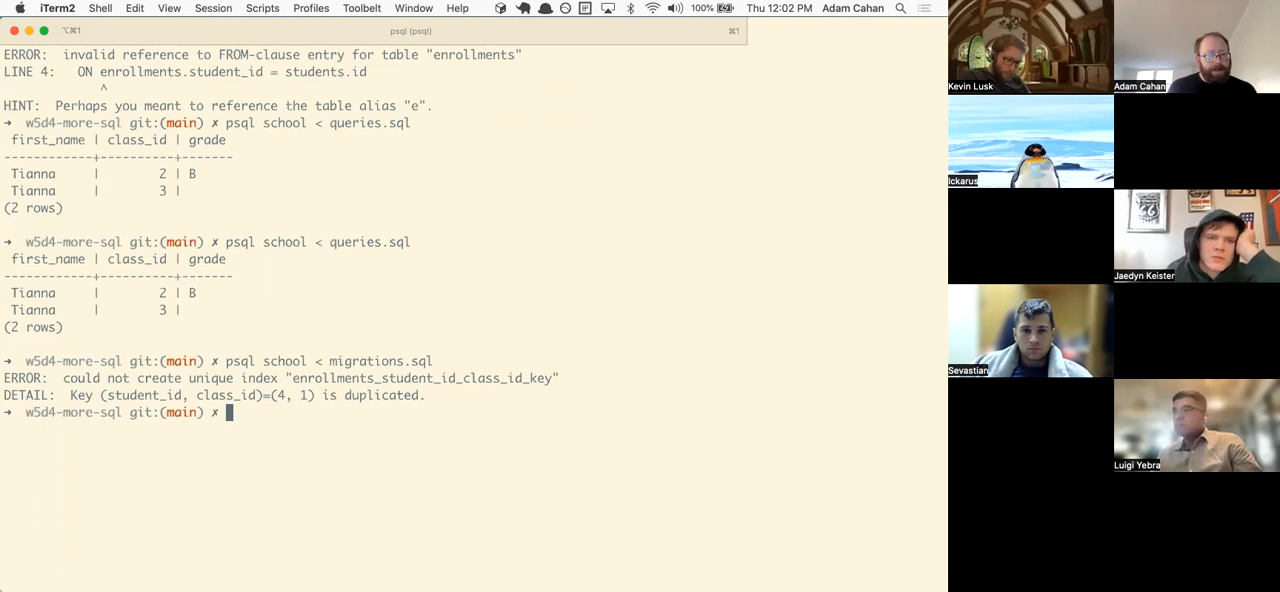 iTerm2 Shell Edit View Session Scripts Profiles Toolbelt Window Help 100% Thu 12:02 PM Adam Cahan
⌥⌘1 psql (psql) ⌘1
ERROR:  invalid reference to FROM-clause entry for table "enrollments"
LINE 4:   ON enrollments.student_id = students.id
^
HINT:  Perhaps you meant to reference the table alias "e".
➜  w5d4-more-sql git:(main) ✗ psql school < queries.sql
first_name | class_id | grade
------------+----------+-------
Tianna     |        2 | B
Tianna     |        3 |
(2 rows)
➜  w5d4-more-sql git:(main) ✗ psql school < queries.sql
first_name | class_id | grade
------------+----------+-------
Tianna     |        2 | B
Tianna     |        3 |
(2 rows)
➜  w5d4-more-sql git:(main) ✗ psql school < migrations.sql
ERROR:  could not create unique index "enrollments_student_id_class_id_key"
DETAIL:  Key (student_id, class_id)=(4, 1) is duplicated.
➜  w5d4-more-sql git:(main) ✗
Kevin Lusk
Adam Cahan
Ickarus
66
Jaedyn Keister
Sevastian
Luigi Yebra